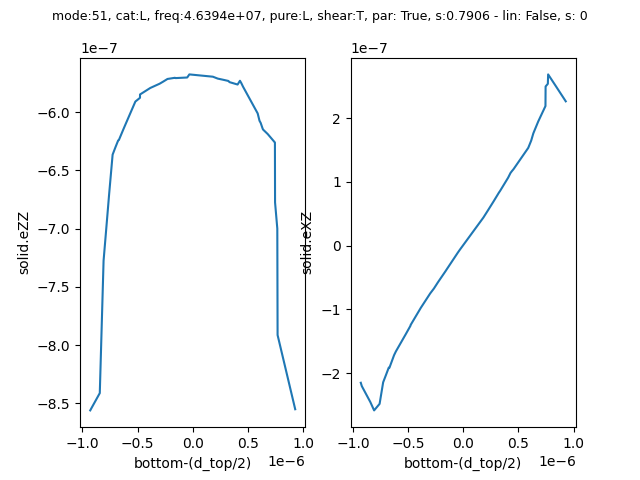 mode:51, cat:L, freq:4.6394e+07, pure:L, shear:T, par: True, s:0.7906 - lin: False, s: 0
1e−7
1e−7
solid.eZZ
−6.0
−6.5
−7.0
−7.5
−8.0
−8.5
−1.0 −0.5 0.0 0.5 1.0
bottom-(d_top/2) 1e−6
solid.eXZ
2
1
0
−1
−2
−1.0 −0.5 0.0 0.5 1.0
bottom-(d_top/2) 1e−6